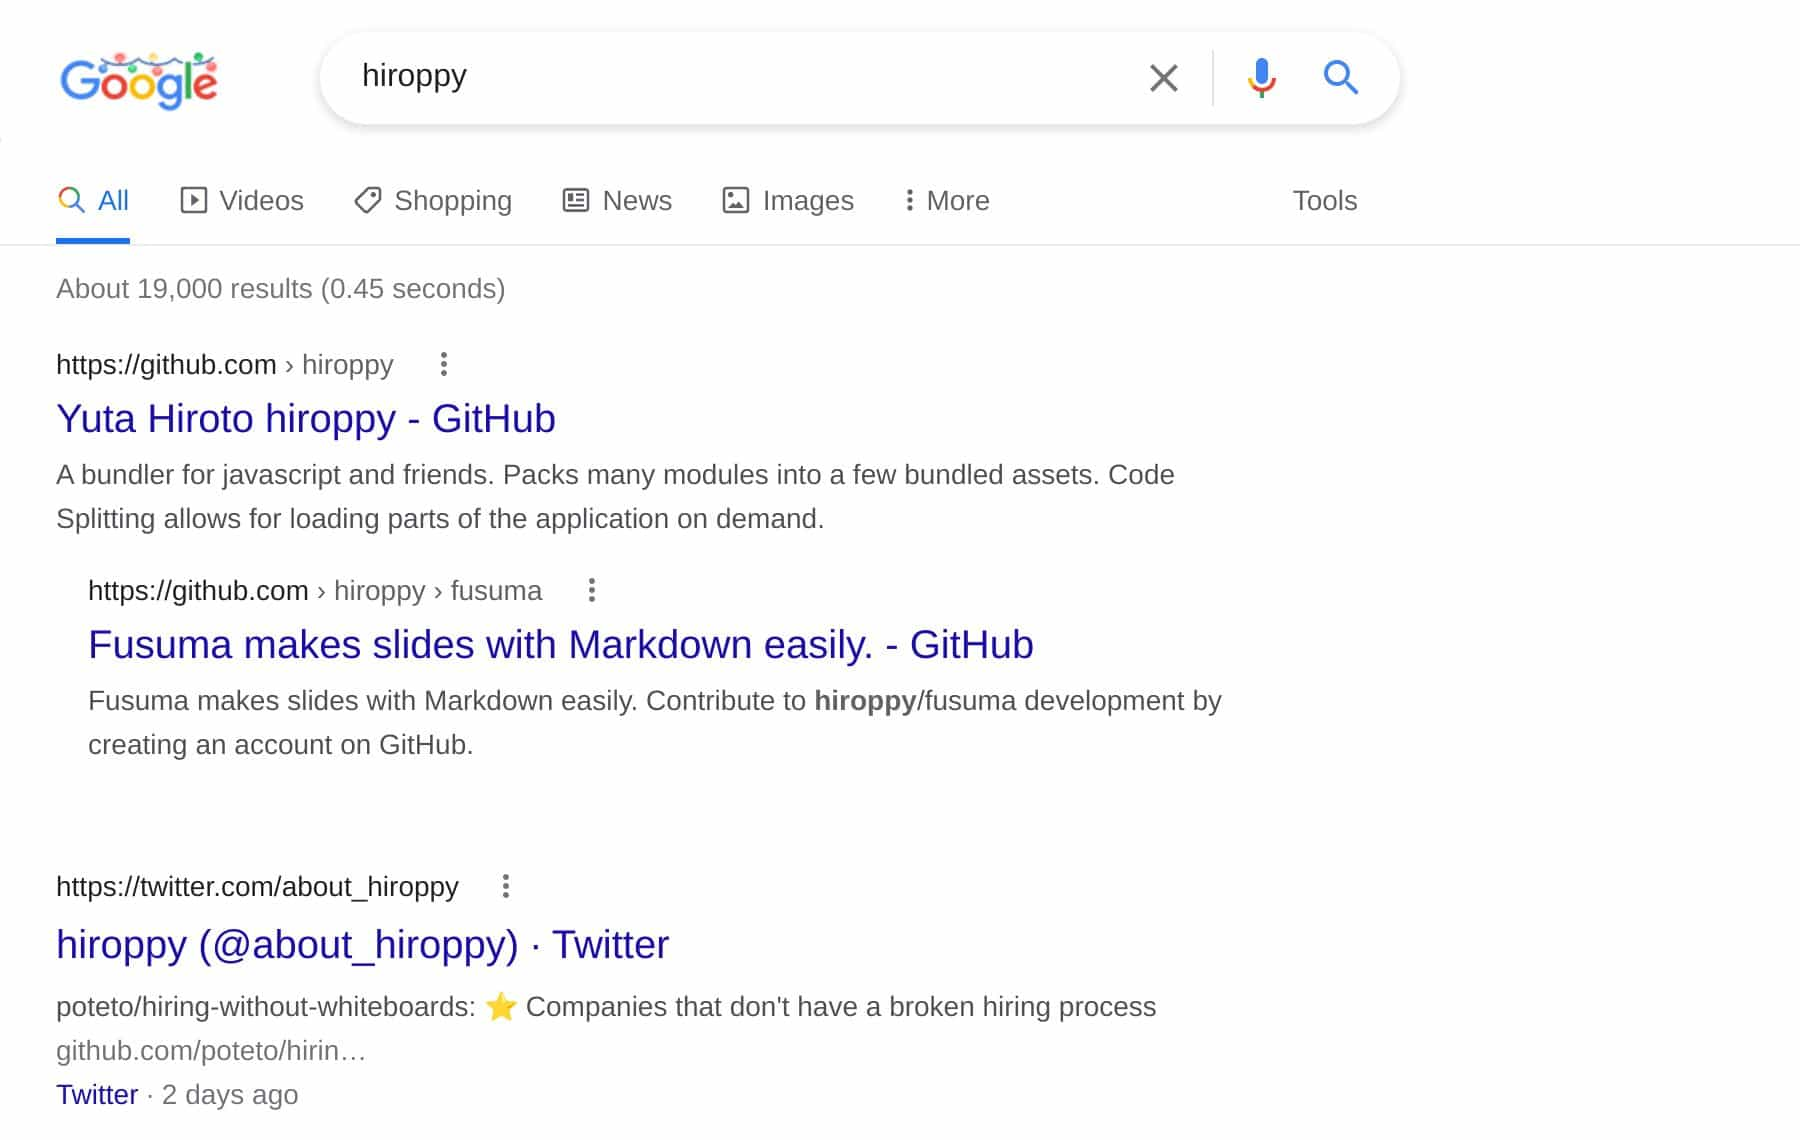 Google
hiroppy
All Videos Shopping News Images More Tools
About 19,000 results (0.45 seconds)
https://github.com › hiroppy
Yuta Hiroto hiroppy - GitHub
A bundler for javascript and friends. Packs many modules into a few bundled assets. Code
Splitting allows for loading parts of the application on demand.
https://github.com › hiroppy › fusuma
Fusuma makes slides with Markdown easily. - GitHub
Fusuma makes slides with Markdown easily. Contribute to hiroppy/fusuma development by
creating an account on GitHub.
https://twitter.com/about_hiroppy
hiroppy (@about_hiroppy) · Twitter
poteto/hiring-without-whiteboards: ⭐ Companies that don't have a broken hiring process
github.com/poteto/hirin…
Twitter · 2 days ago